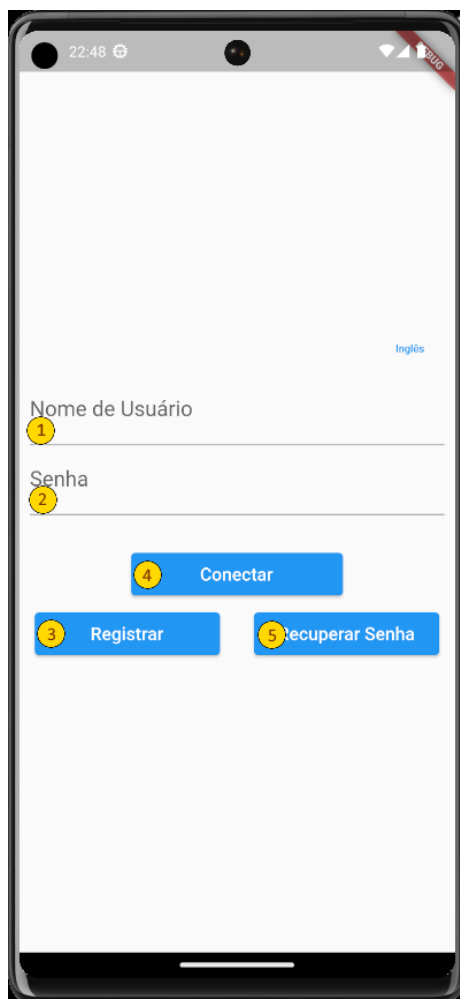 22:48
DEBUG
Inglês
Nome de Usuário
1
Senha
2
4 Conectar
3 Registrar
5 Recuperar Senha